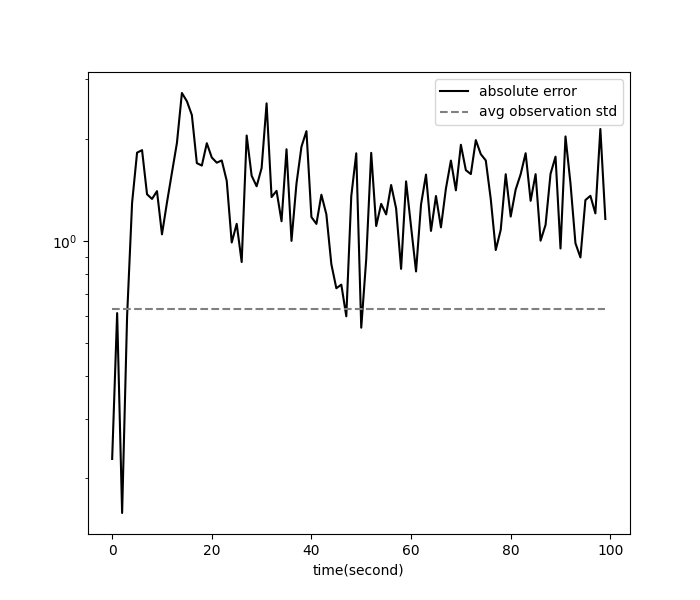 absolute error
avg observation std
10⁰
0
20
40
60
80
100
time(second)